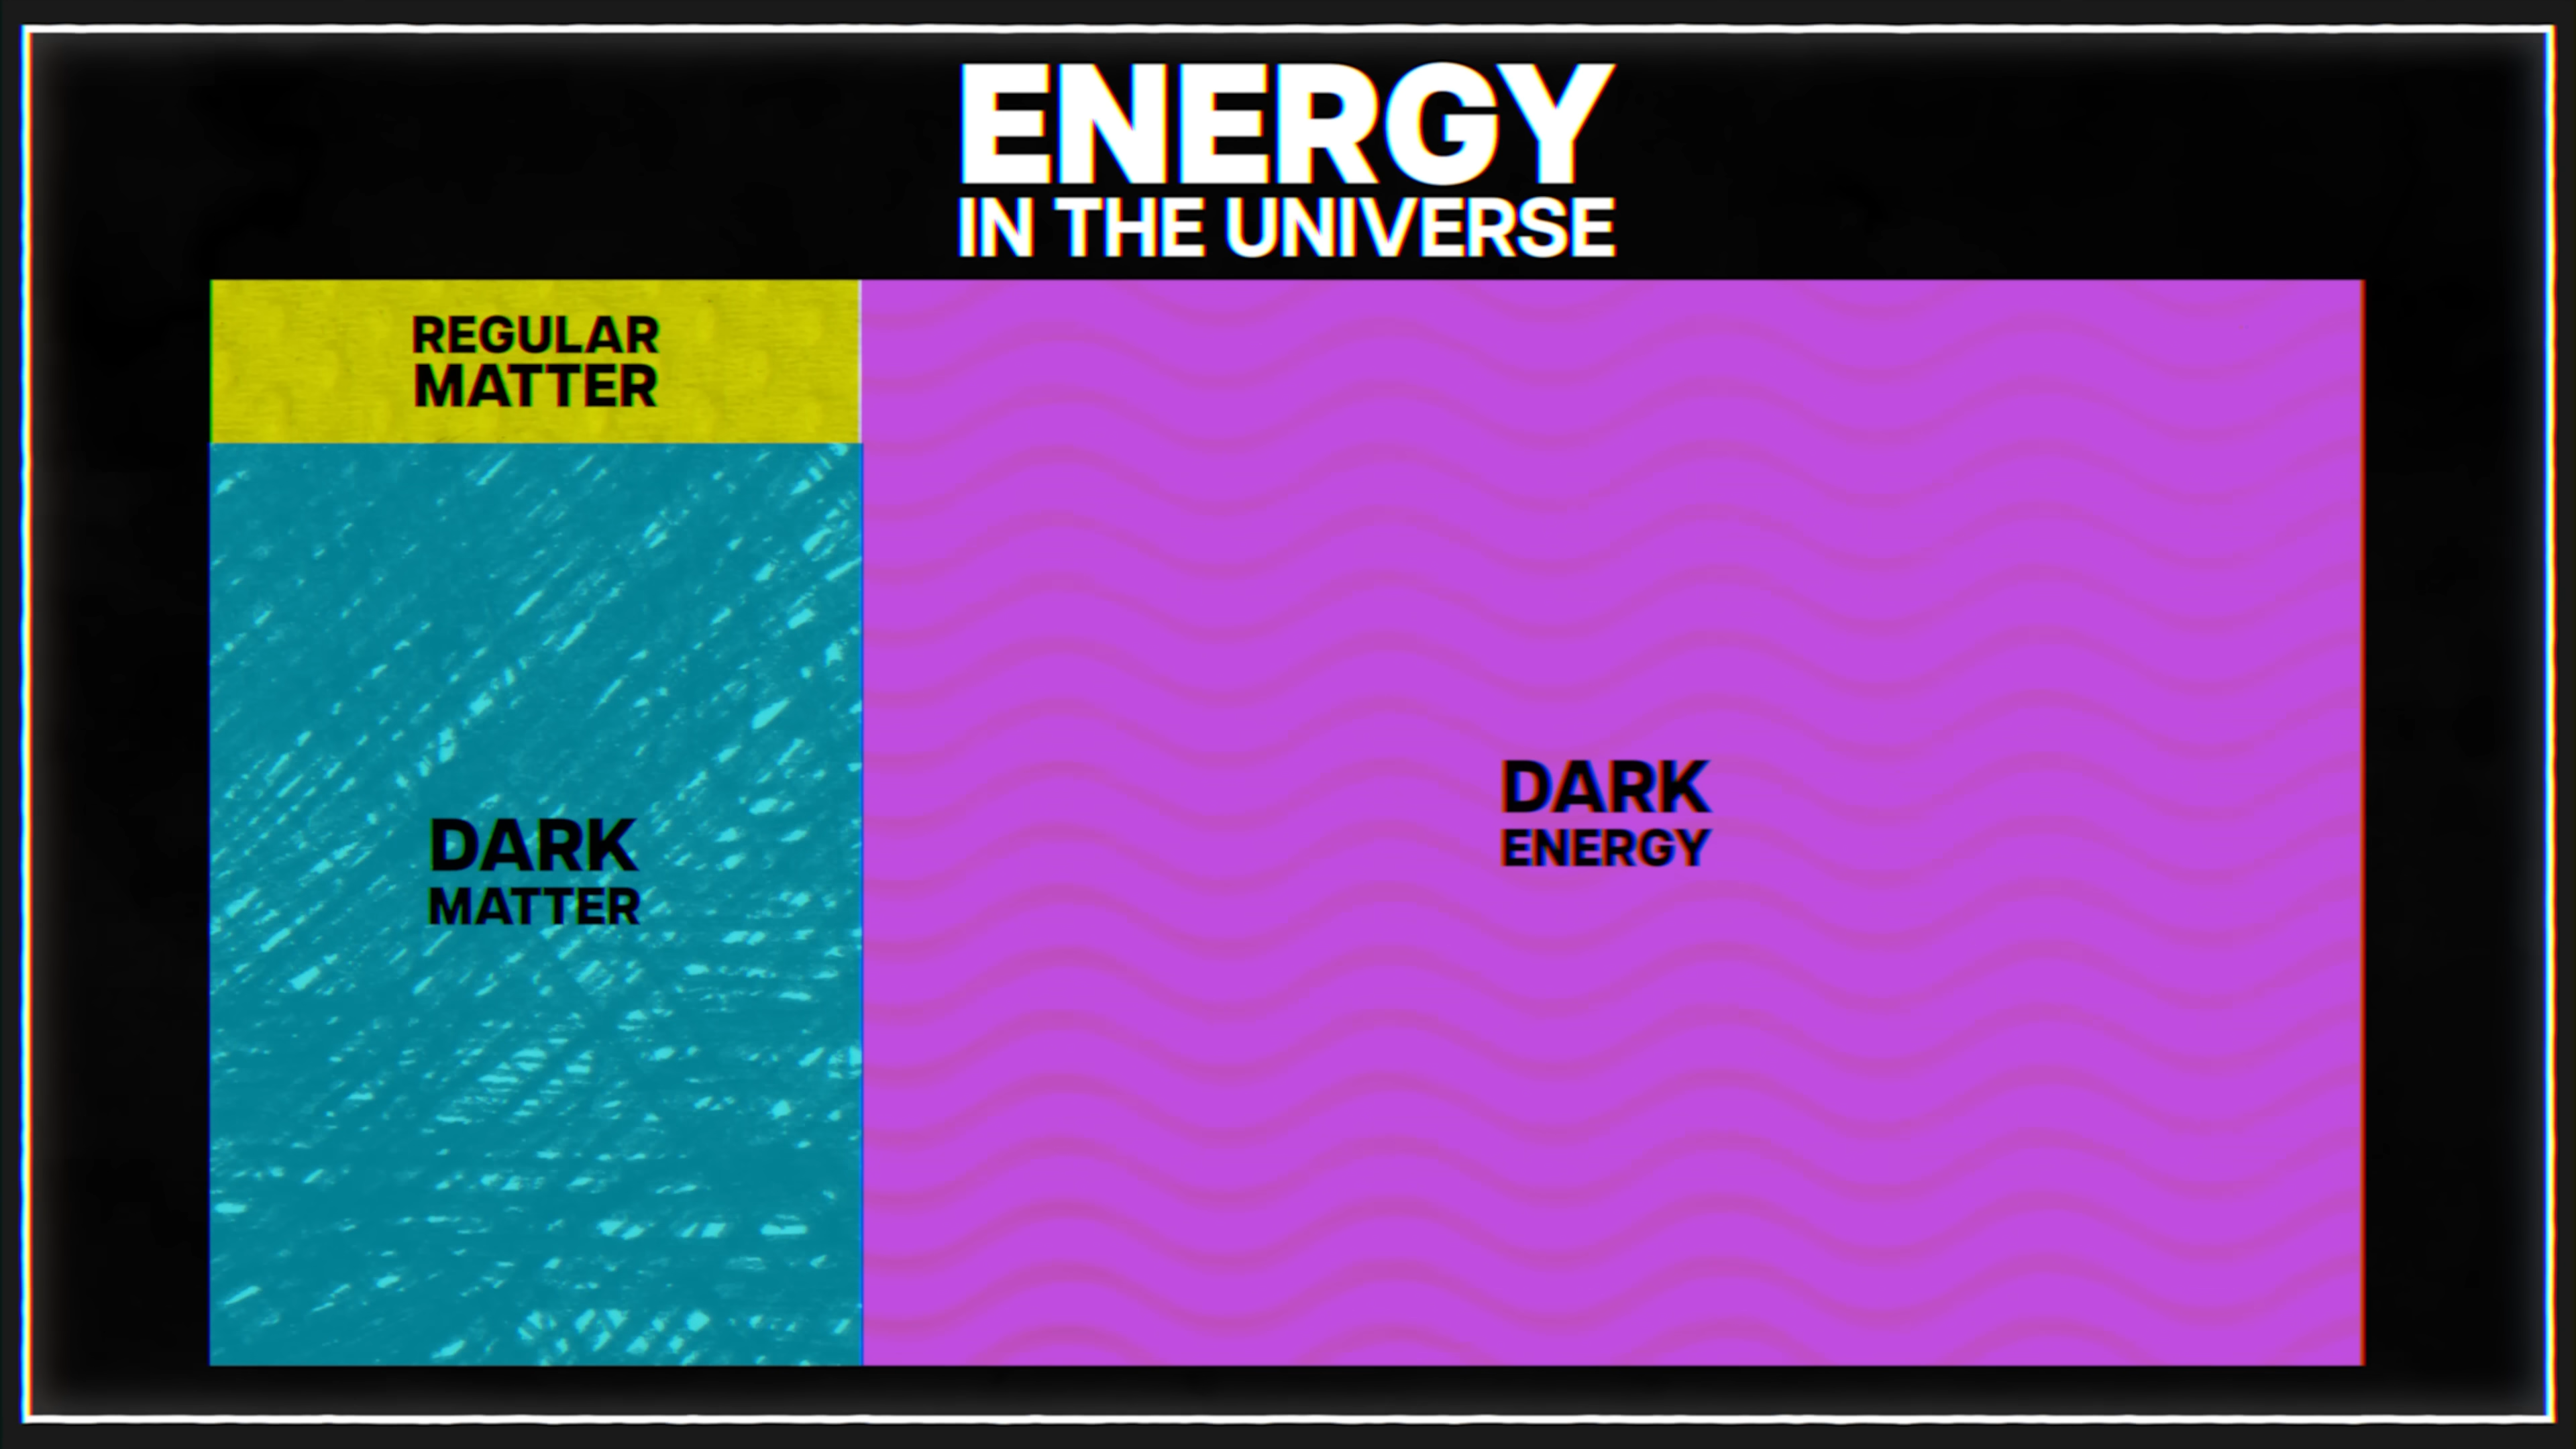 ENERGY
IN THE UNIVERSE
REGULAR
MATTER
DARK
MATTER
DARK
ENERGY